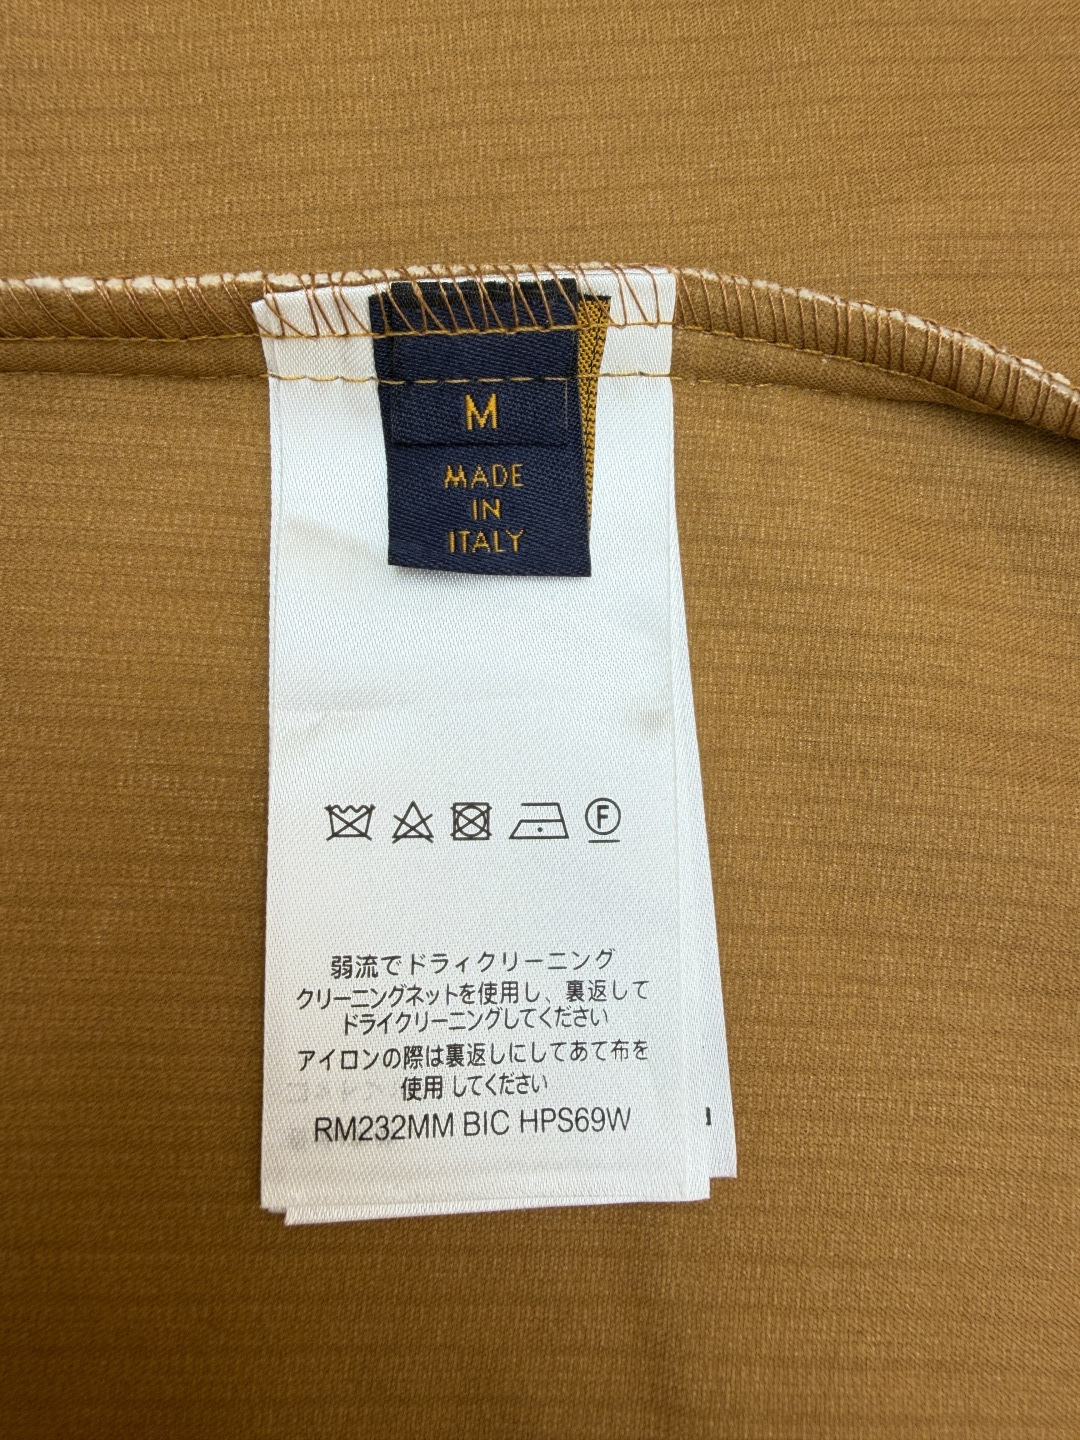 M
MADE
IN
ITALY
F
弱流でドライクリーニング
クリーニングネットを使用し、裏返して
ドライクリーニングしてください
アイロンの際は裏返しにしてあて布を
使用してください
RM232MM BIC HPS69W